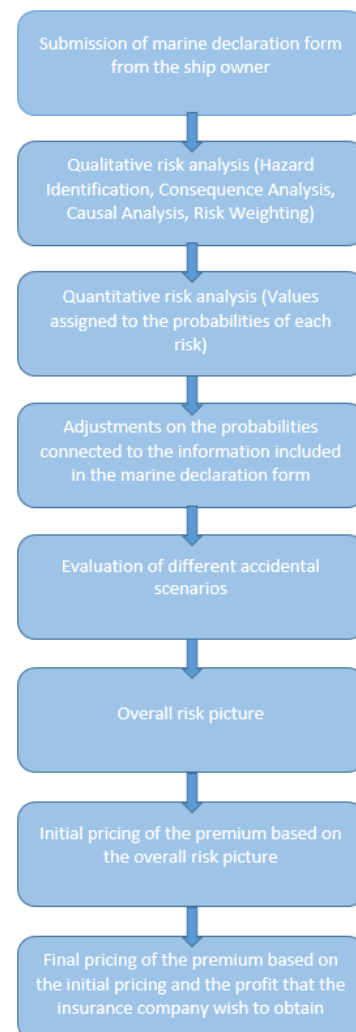 Submission of marine declaration form
from the ship owner
Qualitative risk analysis (Hazard
Identification, Consequence Analysis,
Causal Analysis, Risk Weighting)
Quantitative risk analysis (Values
assigned to the probabilities of each
risk)
Adjustments on the probabilities
connected to the information included
in the marine declaration form
Evaluation of different accidental
scenarios
Overall risk picture
Initial pricing of the premium based on
the overall risk picture
Final pricing of the premium based on
the initial pricing and the profit that the
insurance company wish to obtain